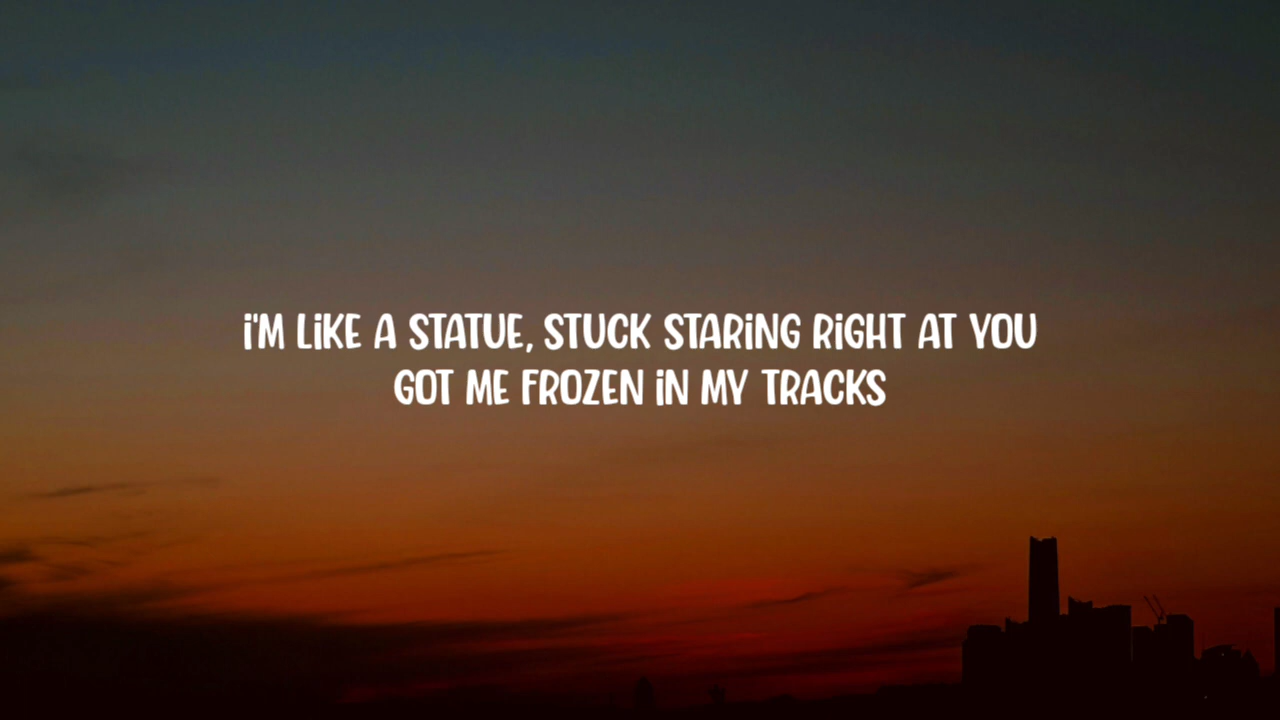 I'M LIKE A STATUE, STUCK STARING RIGHT AT YOU
GOT ME FROZEN IN MY TRACKS